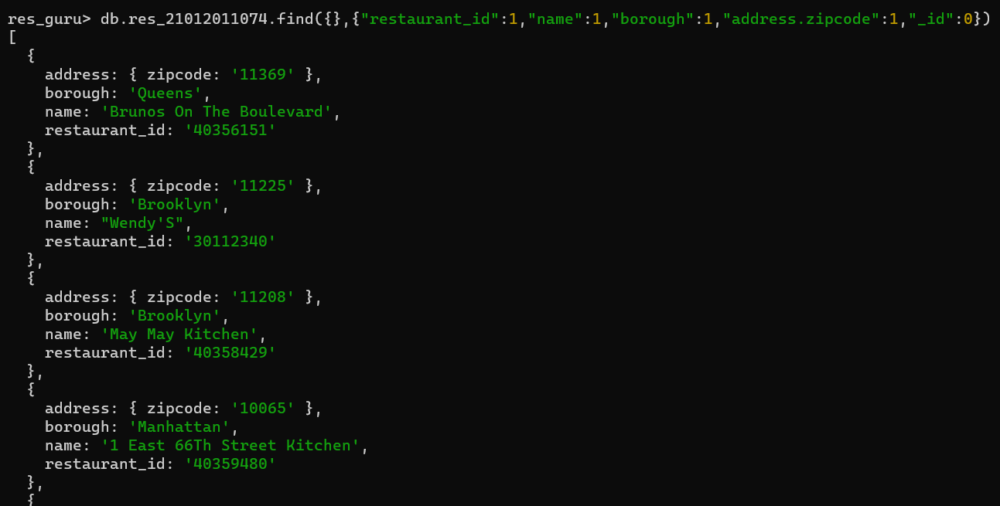 res_guru> db.res_21012011074.find({},{"restaurant_id":1,"name":1,"borough":1,"address.zipcode":1,"_id":0})
[
  {
    address: { zipcode: '11369' },
    borough: 'Queens',
    name: 'Brunos On The Boulevard',
    restaurant_id: '40356151'
  },
  {
    address: { zipcode: '11225' },
    borough: 'Brooklyn',
    name: "Wendy'S",
    restaurant_id: '30112340'
  },
  {
    address: { zipcode: '11208' },
    borough: 'Brooklyn',
    name: 'May May Kitchen',
    restaurant_id: '40358429'
  },
  {
    address: { zipcode: '10065' },
    borough: 'Manhattan',
    name: '1 East 66Th Street Kitchen',
    restaurant_id: '40359480'
  },
  {